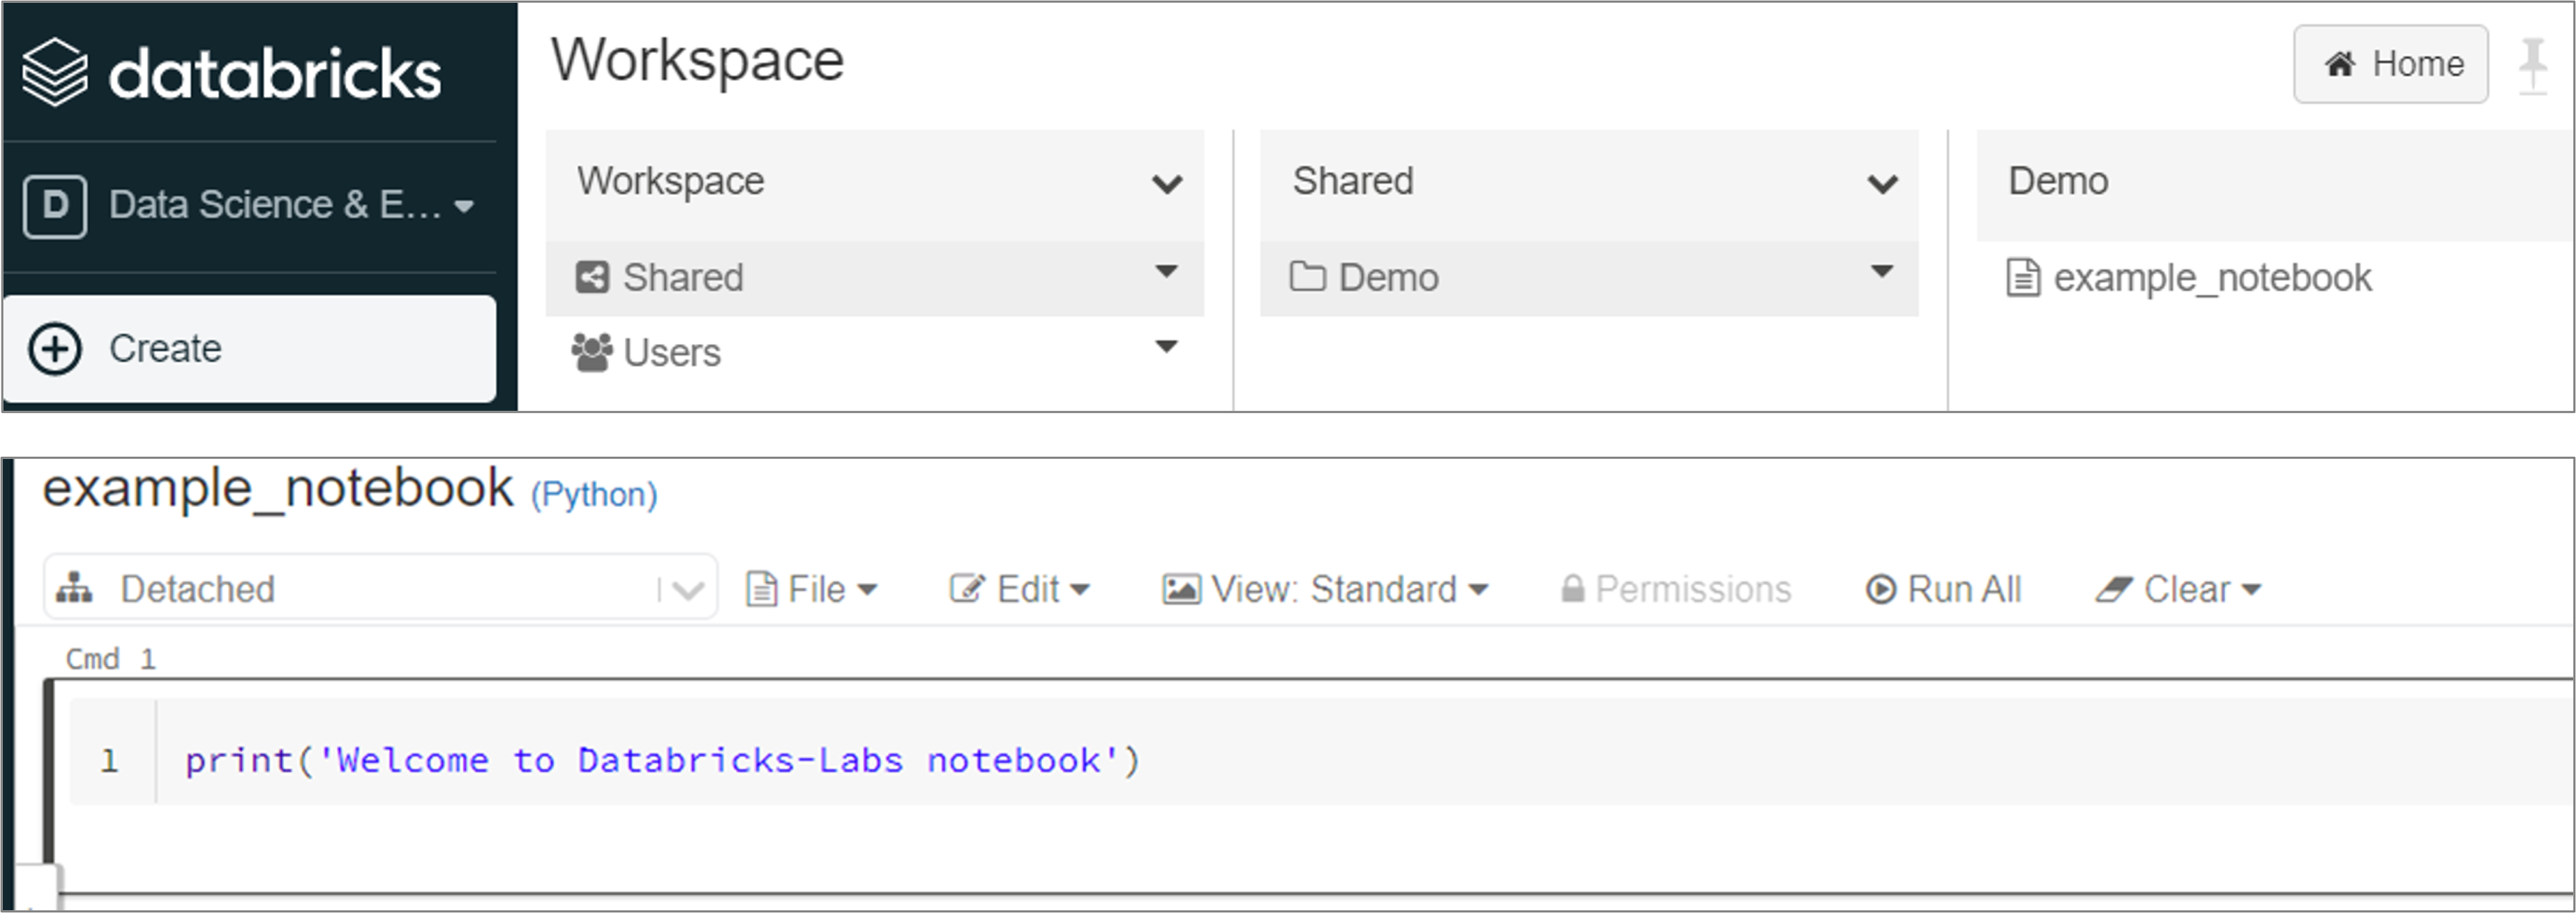 databricks
D Data Science & E...
Create
Workspace
Home
Workspace
Shared
Users
Shared
Demo
Demo
example_notebook
example_notebook (Python)
Detached File Edit View: Standard Permissions Run All Clear
Cmd 1
1 print('Welcome to Databricks-Labs notebook')